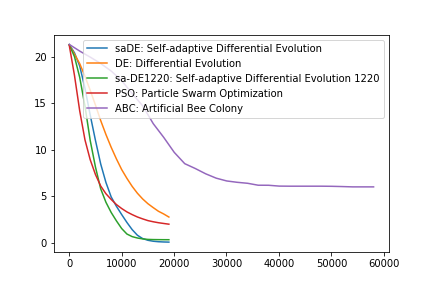 20
15
10
5
0
saDE: Self-adaptive Differential Evolution
DE: Differential Evolution
sa-DE1220: Self-adaptive Differential Evolution 1220
PSO: Particle Swarm Optimization
ABC: Artificial Bee Colony
0 10000 20000 30000 40000 50000 60000